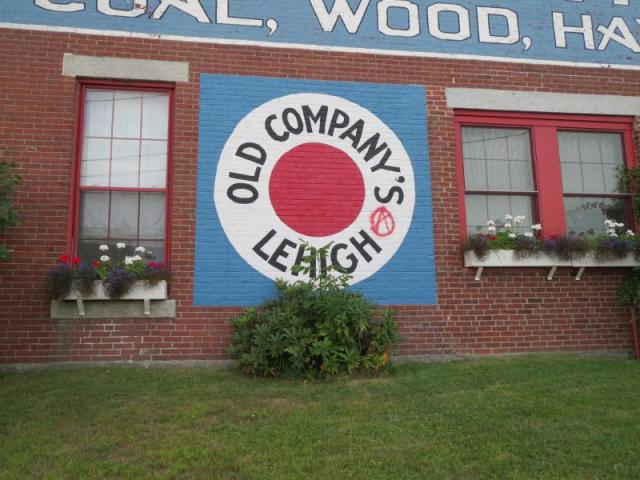 COAL, WOOD, HA
OLD COMPANY'S
LEHIGH
A